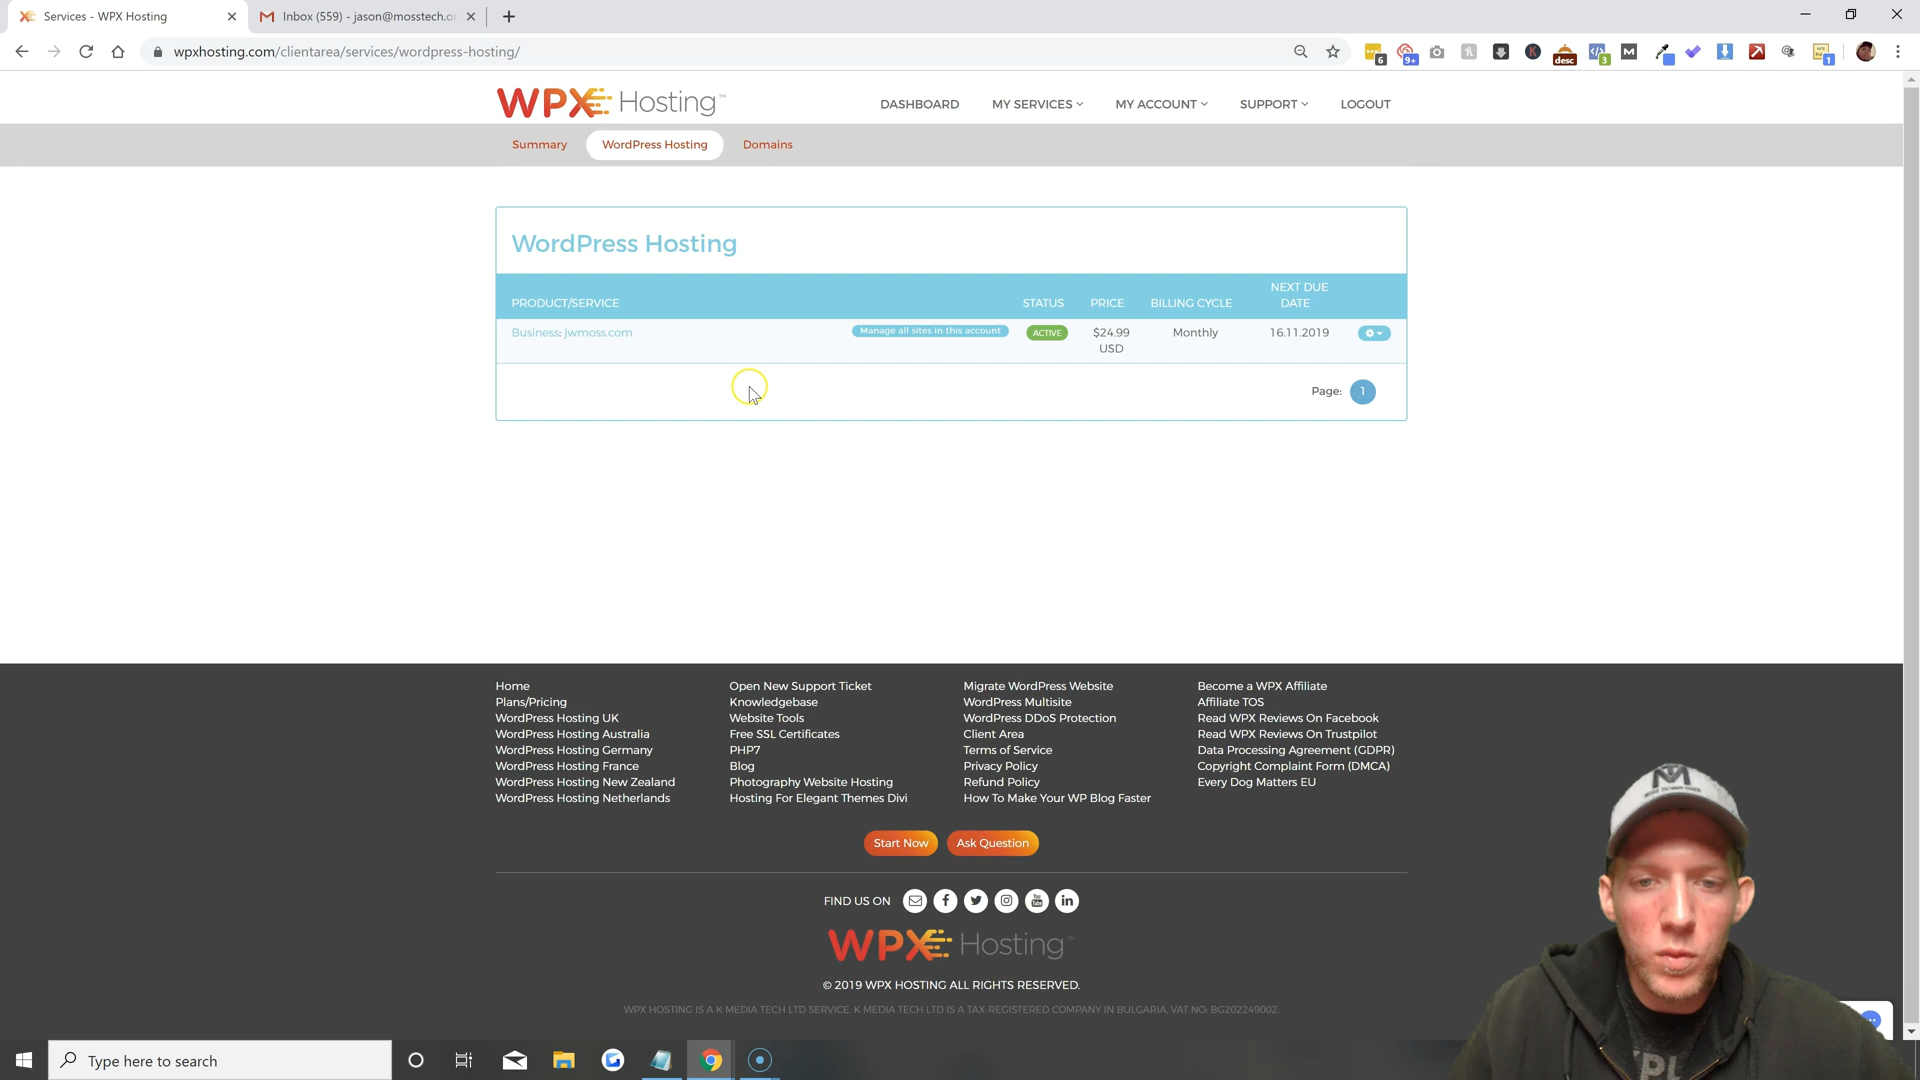 Services - WPX Hosting
Inbox (559) - jason@mosstech.or
wpxhosting.com/clientarea/services/wordpress-hosting/
6
9+
desc
3
1
WPX Hosting™
DASHBOARD
MY SERVICES
MY ACCOUNT
SUPPORT
LOGOUT
Summary
WordPress Hosting
Domains
WordPress Hosting
PRODUCT/SERVICE
STATUS
PRICE
BILLING CYCLE
NEXT DUE
DATE
Business: jwmoss.com
Manage all sites in this account
ACTIVE
$24.99
USD
Monthly
16.11.2019
Page: 1
Home
Plans/Pricing
WordPress Hosting UK
WordPress Hosting Australia
WordPress Hosting Germany
WordPress Hosting France
WordPress Hosting New Zealand
WordPress Hosting Netherlands
Open New Support Ticket
Knowledgebase
Website Tools
Free SSL Certificates
PHP7
Blog
Photography Website Hosting
Hosting For Elegant Themes Divi
Migrate WordPress Website
WordPress Multisite
WordPress DDoS Protection
Client Area
Terms of Service
Privacy Policy
Refund Policy
How To Make Your WP Blog Faster
Become a WPX Affiliate
Affiliate TOS
Read WPX Reviews On Facebook
Read WPX Reviews On Trustpilot
Data Processing Agreement (GDPR)
Copyright Complaint Form (DMCA)
Every Dog Matters EU
Start Now
Ask Question
FIND US ON
WPX Hosting™
© 2019 WPX HOSTING ALL RIGHTS RESERVED.
WPX HOSTING IS A K MEDIA TECH LTD SERVICE. K MEDIA TECH LTD IS A TAX-REGISTERED COMPANY IN BULGARIA, VAT NO: BG202249002.
Type here to search